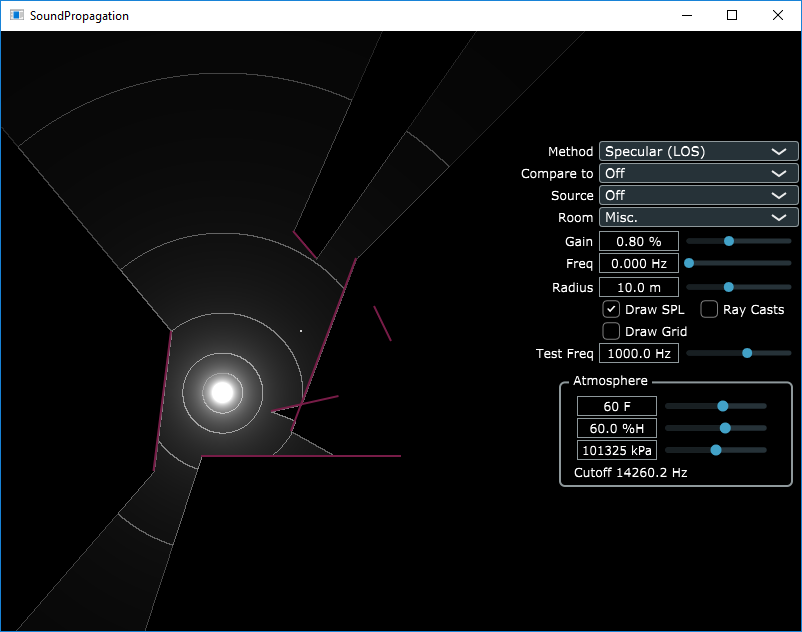 SoundPropagation
Method Specular (LOS)
Compare to Off
Source Off
Room Misc.
Gain 0.80 %
Freq 0.000 Hz
Radius 10.0 m
Draw SPL Ray Casts
Draw Grid
Test Freq 1000.0 Hz
Atmosphere
60 F
60.0 %H
101325 kPa
Cutoff 14260.2 Hz